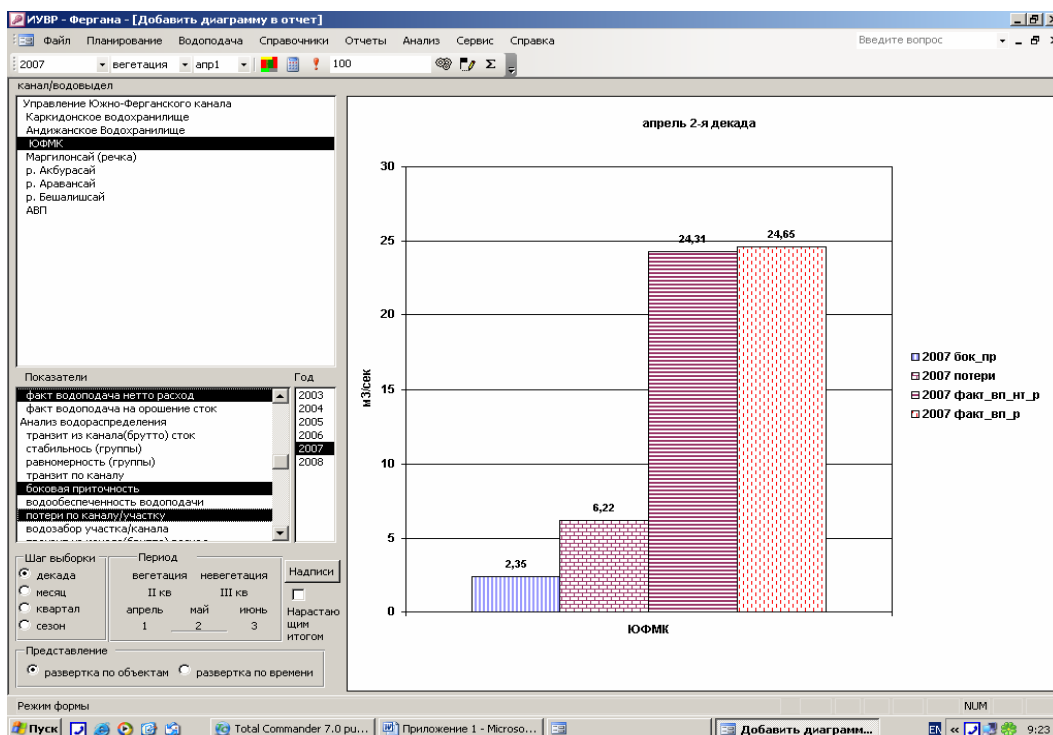 ИУВР - Фергана - [Добавить диаграмму в отчет]
Файл Планирование Водоподача Справочники Отчеты Анализ Сервис Справка Введите вопрос
2007 вегетация апр1 100 Σ
канал/водовыдел
Управление Южно-Ферганского канала
Каркидонское водохранилище
Андижанское Водохранилище
ЮФМК
Маргилонсай (речка)
р. Акбурасай
р. Аравансай
р. Бешалишсай
АВП
Показатели Год
факт водоподача нетто расход
факт водоподача на орошение сток
Анализ водораспределения
транзит из канала(брутто) сток
стабильнось (группы)
равномерность (группы)
транзит по каналу
боковая приточность
водообеспеченность водоподачи
потери по каналу/участку
водозабор участка/канала
2003
2004
2005
2006
2007
2008
Шаг выборки
декада
месяц
квартал
сезон
Период
вегетация невегетация
II кв III кв
апрель май июнь
1 2 3
Надписи
Нарастаю
щим
итогом
Представление
развертка по объектам развертка по времени
апрель 2-я декада
м3/сек
30
25
20
15
10
5
0
2,35
6,22
24,31
24,65
ЮФМК
2007 бок_пр
2007 потери
2007 факт_вп_нт_р
2007 факт_вп_р
Режим формы NUM
Пуск Total Commander 7.0 pu... Приложение 1 - Microso... Добавить диаграмм... EN « 9:23